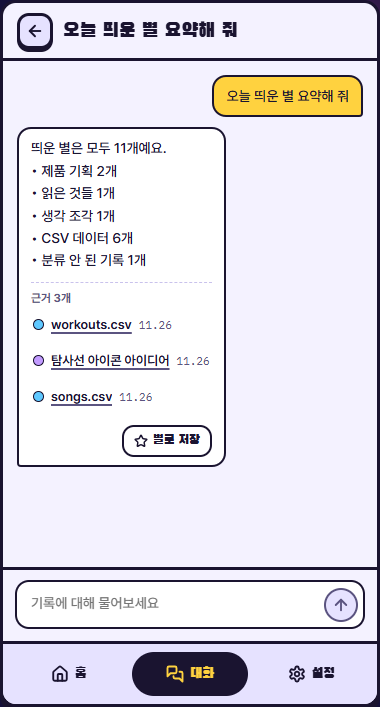 오늘 띄운 별 요약해 줘
오늘 띄운 별 요약해 줘
띄운 별은 모두 11개예요.
• 제품 기획 2개
• 읽은 것들 1개
• 생각 조각 1개
• CSV 데이터 6개
• 분류 안 된 기록 1개
근거 3개
workouts.csv 11.26
탐사선 아이콘 아이디어 11.26
songs.csv 11.26
별로 저장
기록에 대해 물어보세요
홈 대화 설정